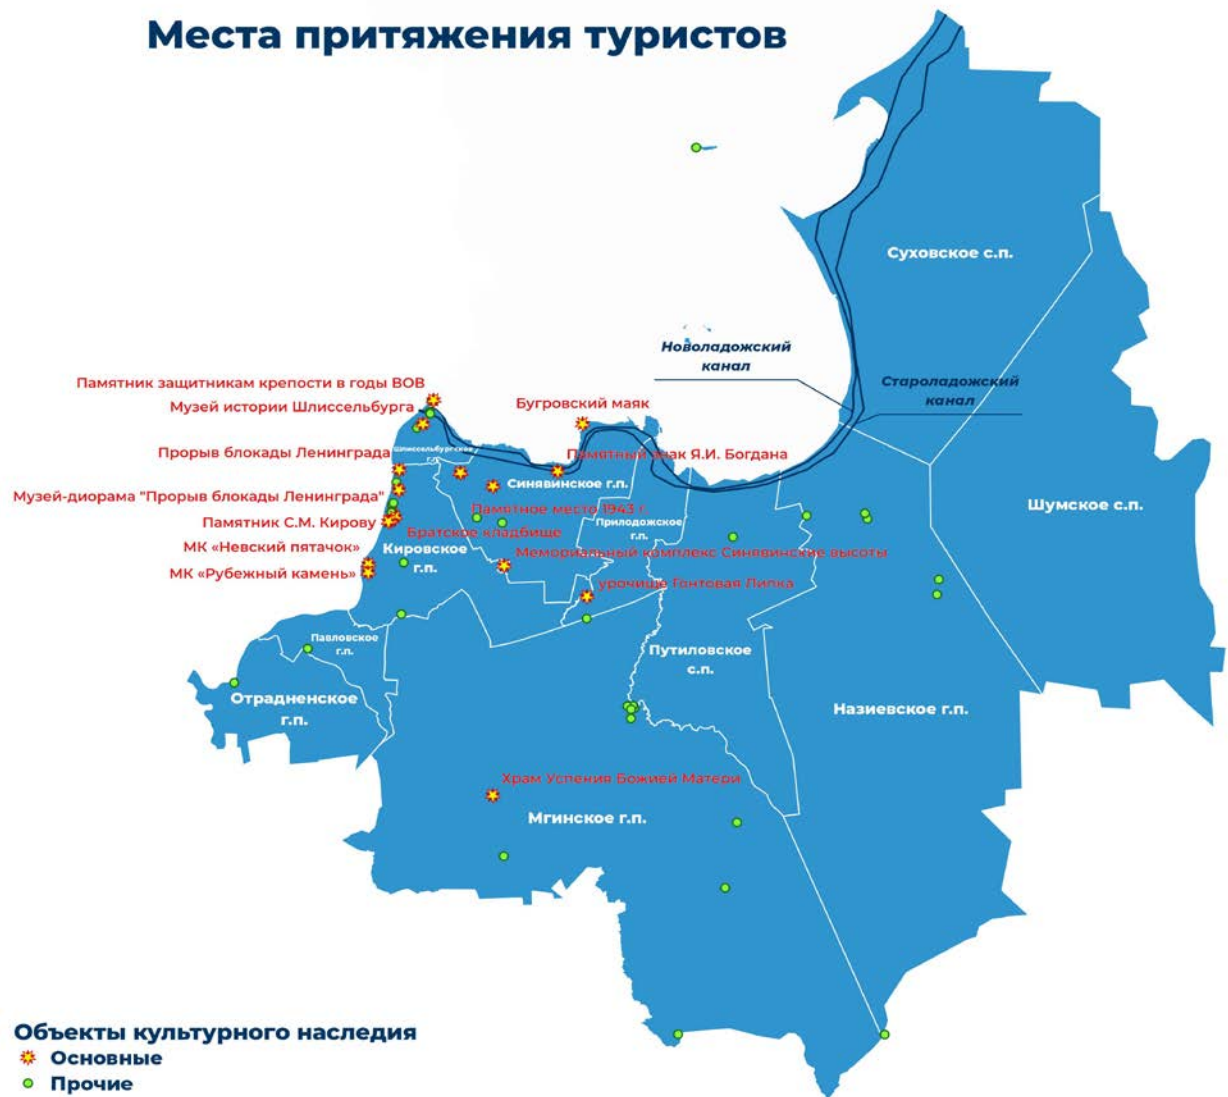 Места притяжения туристов
Суховское с.п.
Новоладожский
канал
Староладожский
канал
Памятник защитникам крепости в годы ВОВ
Музей истории Шлиссельбурга
Бугровский маяк
Прорыв блокады Ленинграда
Шлиссельбургское
г.п.
Памятный знак Я.И. Богдана
Синявинское г.п.
Музей-диорама "Прорыв блокады Ленинграда"
Шумское с.п.
Памятное место 1943 г.
Памятник С.М. Кирову
Прилодожское
г.п.
Братское кладбище
МК «Невский пятачок»
Кировское
г.п.
Мемориальный комплекс Синявинские высоты
МК «Рубежный камень»
урочище Гонтовая Липка
Павловское
г.п.
Путиловское
с.п.
Отрадненское
г.п.
Назиевское г.п.
Храм Успения Божией Матери
Мгинское г.п.
Объекты культурного наследия
Основные
Прочие